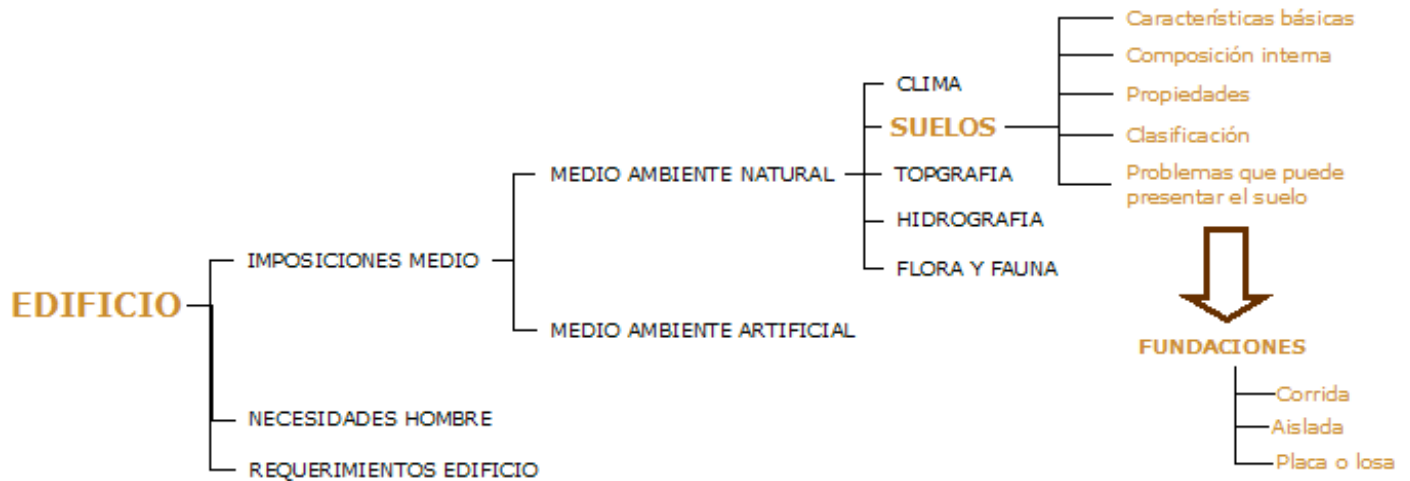 EDIFICIO
IMPOSICIONES MEDIO
NECESIDADES HOMBRE
REQUERIMIENTOS EDIFICIO
MEDIO AMBIENTE NATURAL
MEDIO AMBIENTE ARTIFICIAL
CLIMA
SUELOS
TOPGRAFIA
HIDROGRAFIA
FLORA Y FAUNA
Características básicas
Composición interna
Propiedades
Clasificación
Problemas que puede
presentar el suelo
FUNDACIONES
Corrida
Aislada
Placa o losa